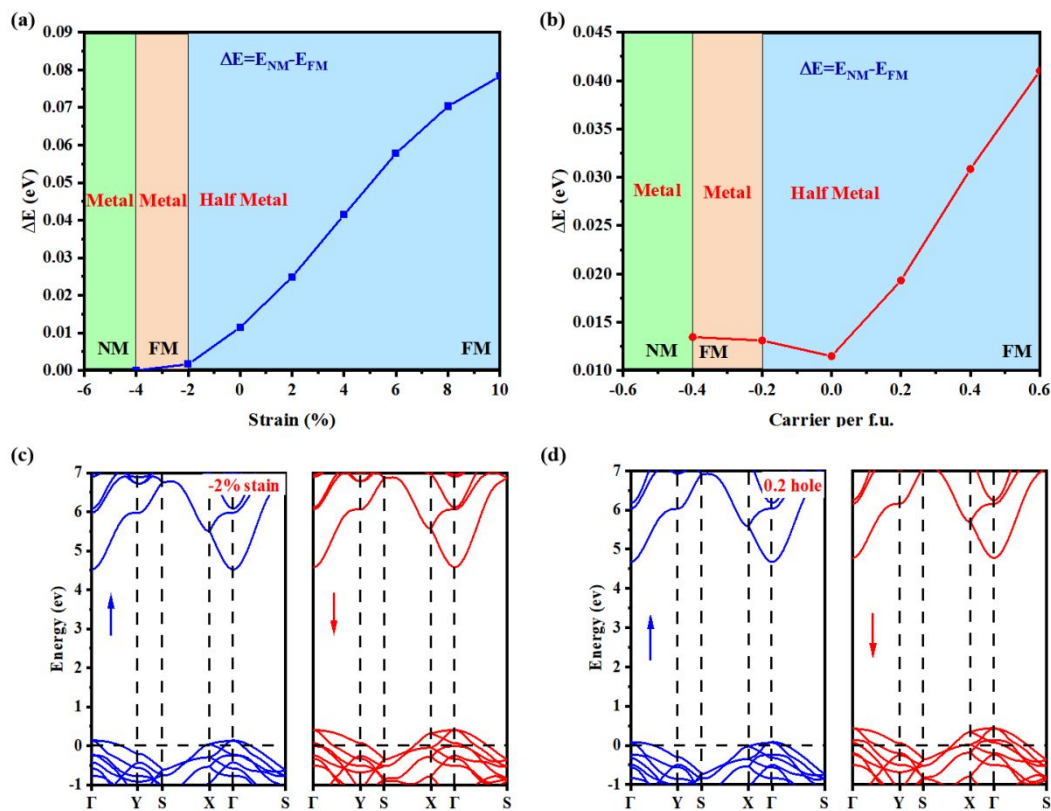 (a)
0.09
0.08
0.07
0.06
0.05
0.04
0.03
0.02
0.01
0.00
ΔE (eV)
ΔE=E_NM-E_FM
Metal
Metal
Half Metal
NM
FM
FM
-6 -4 -2 0 2 4 6 8 10
Strain (%)
(b)
0.045
0.040
0.035
0.030
0.025
0.020
0.015
0.010
ΔE (eV)
ΔE=E_NM-E_FM
Metal
Metal
Half Metal
NM
FM
FM
-0.6 -0.4 -0.2 0.0 0.2 0.4 0.6
Carrier per f.u.
(c)
7
6
5
4
3
2
1
0
-1
Energy (ev)
-2% stain
Γ Y S X Γ S
Γ Y S X Γ S
(d)
7
6
5
4
3
2
1
0
-1
Energy (ev)
0.2 hole
Γ Y S X Γ S
Γ Y S X Γ S